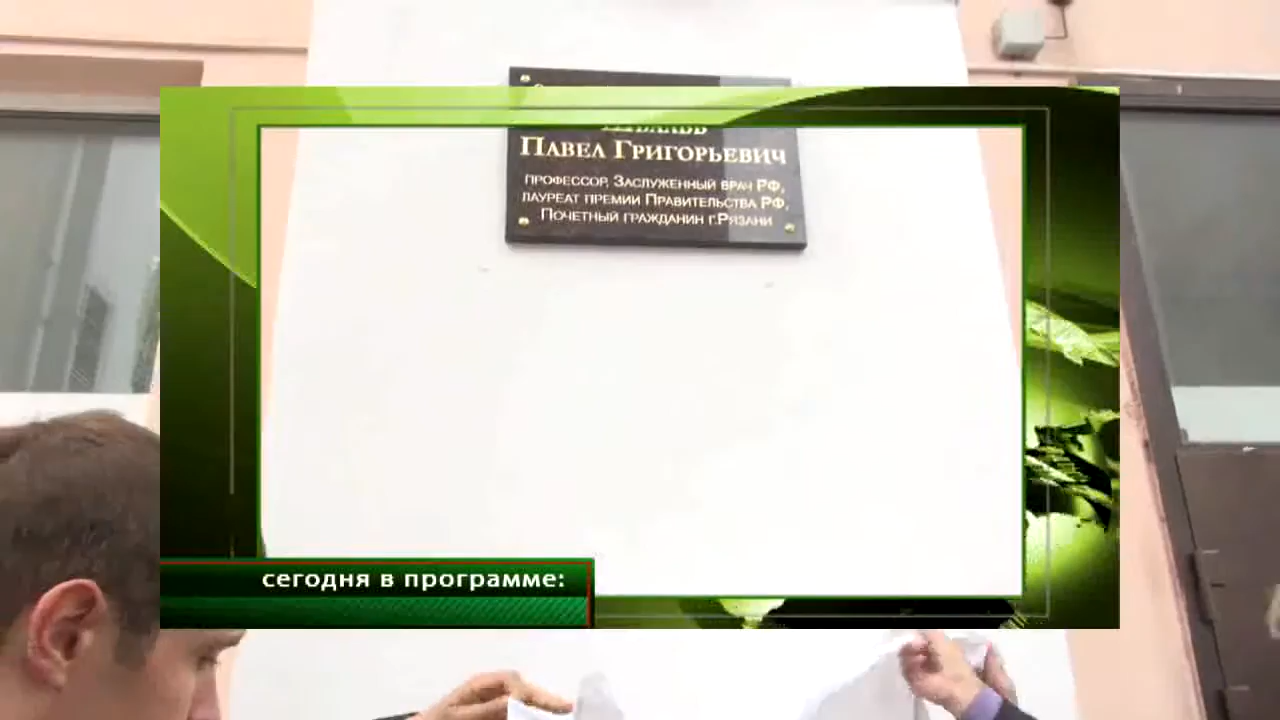 Павел Григорьевич
профессор, Заслуженный врач РФ,
лауреат премии Правительства РФ,
Почетный гражданин г.Рязани
сегодня в программе: